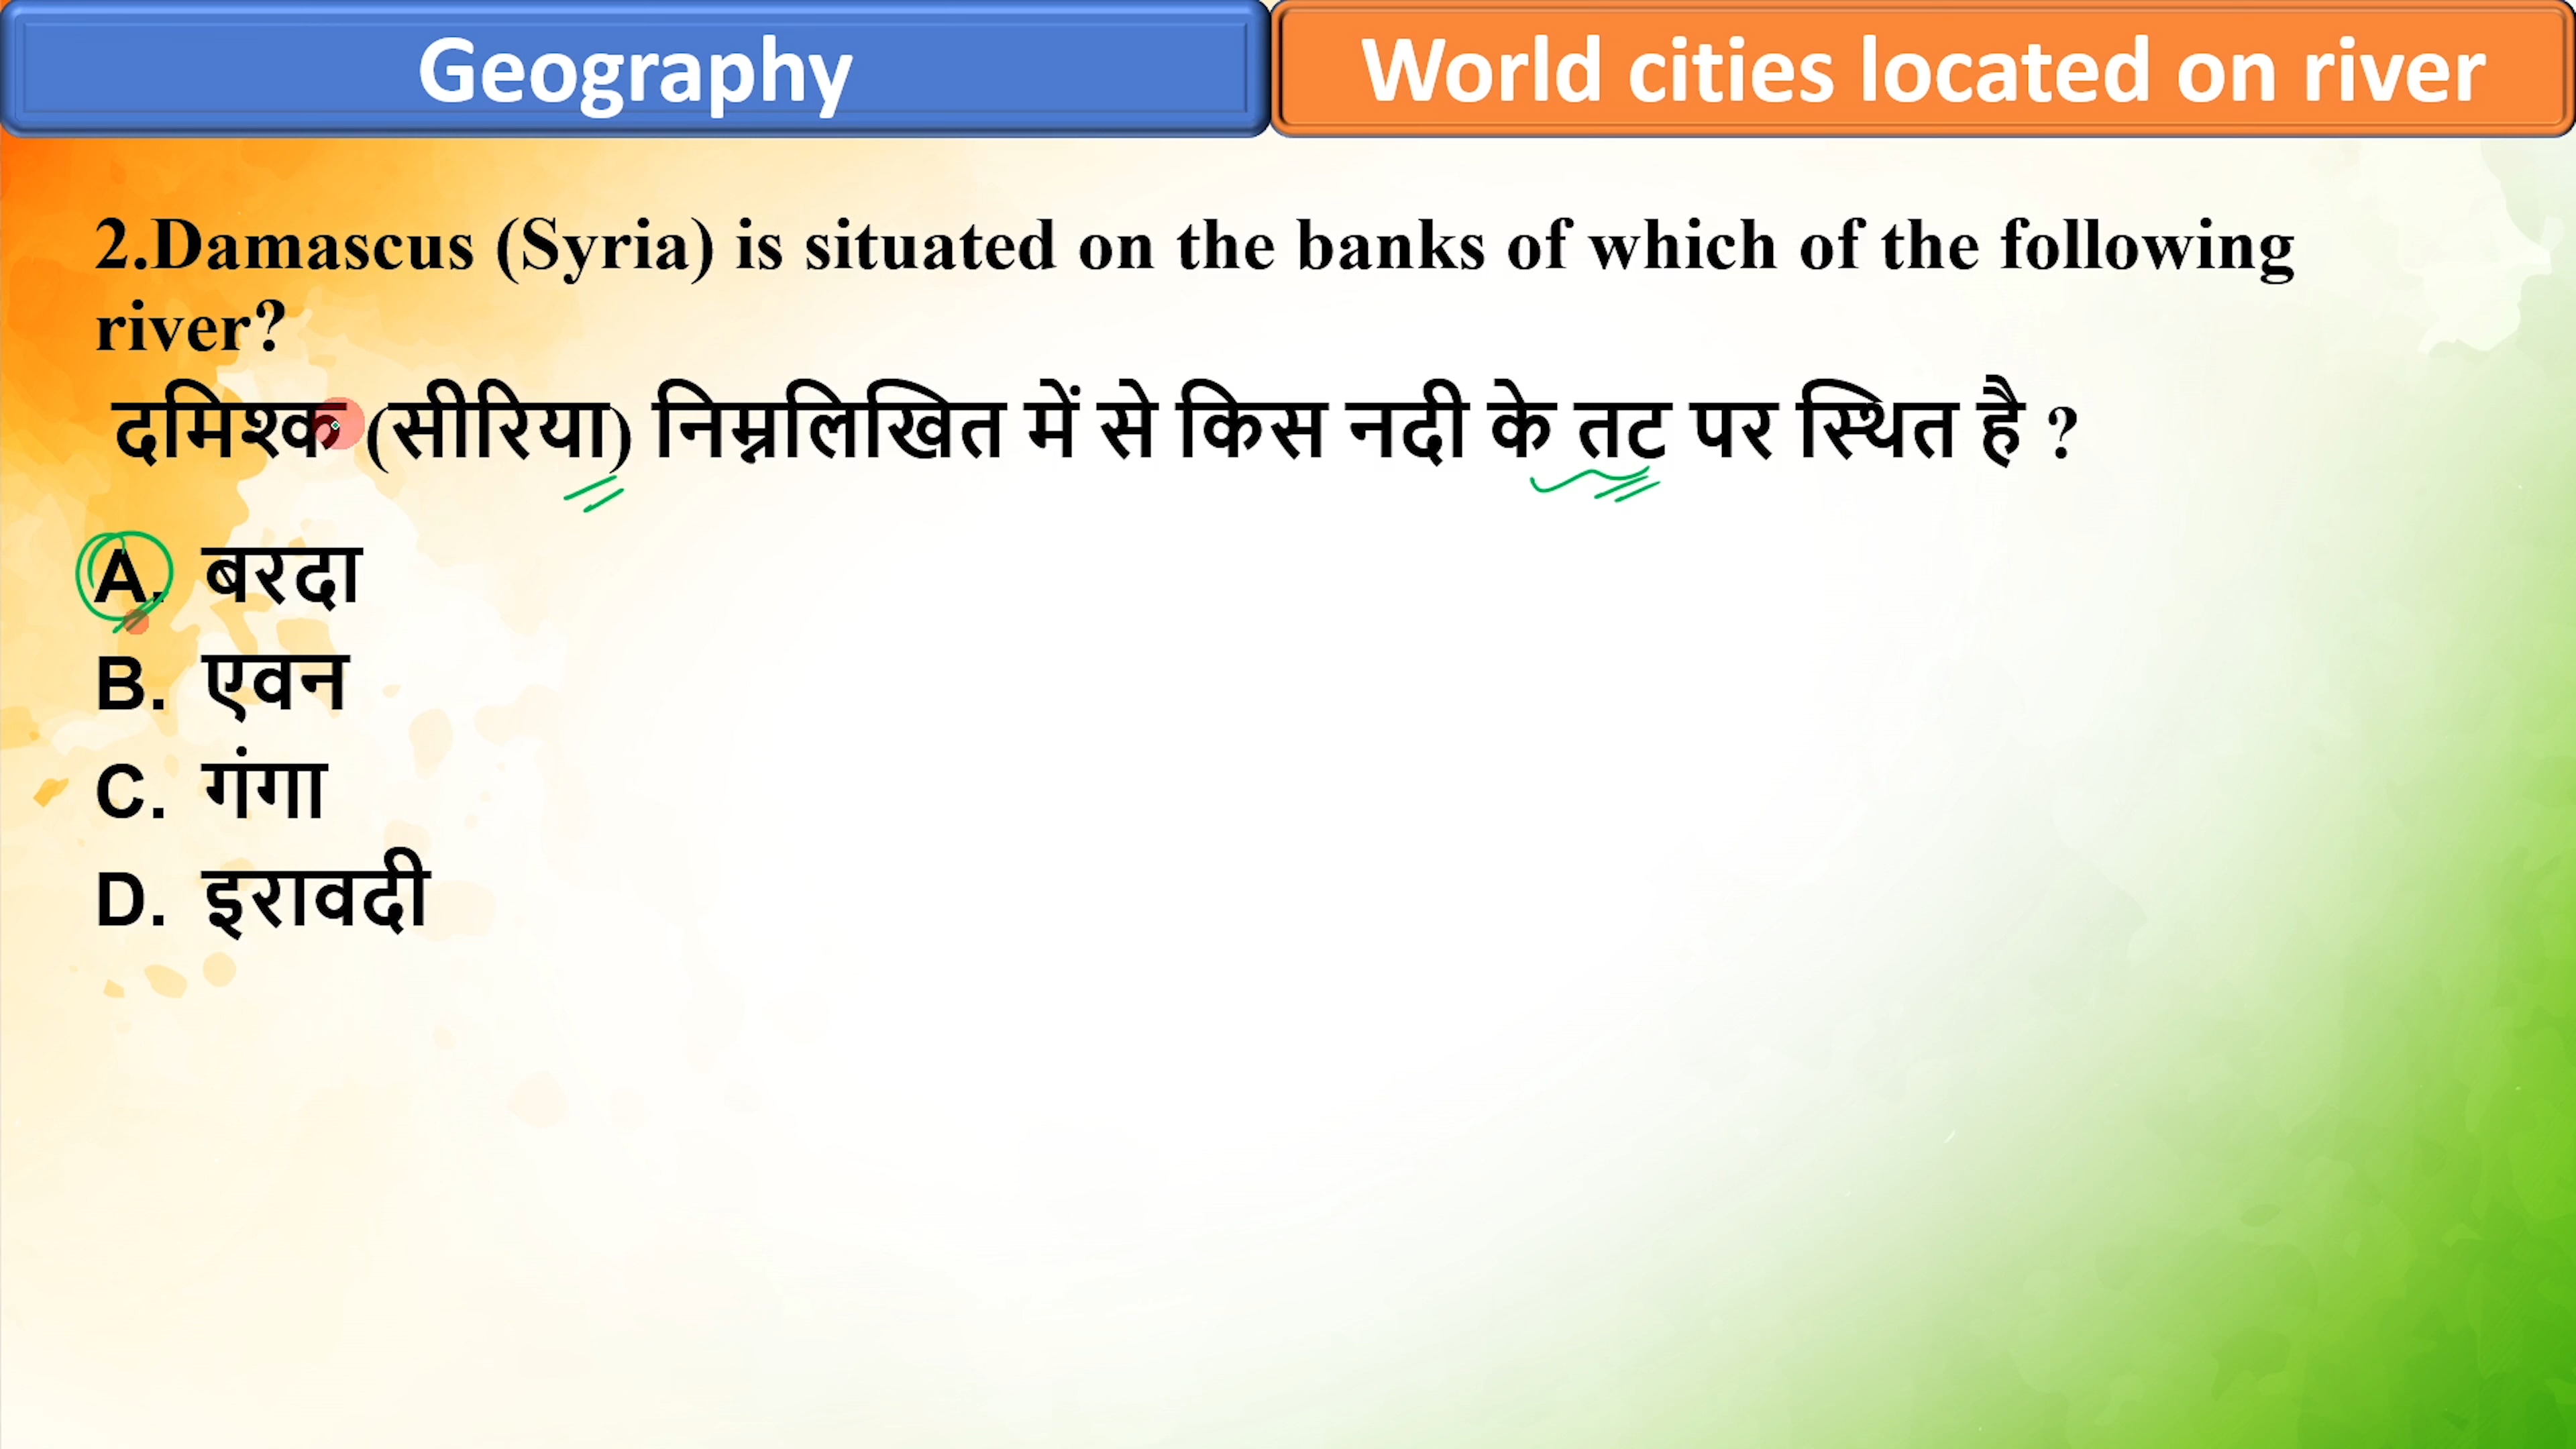 Geography
World cities located on river
2.Damascus (Syria) is situated on the banks of which of the following
river?
दमिश्क (सीरिया) निम्नलिखित में से किस नदी के तट पर स्थित है ?
A. बरदा
B. एवन
C. गंगा
D. इरावदी